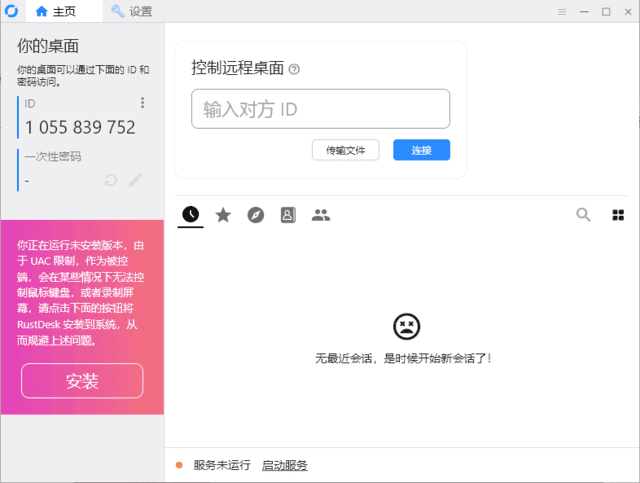 主页
设置
你的桌面
你的桌面可以通过下面的 ID 和
密码访问。
ID
1 055 839 752
一次性密码
-
你正在运行未安装版本，由
于 UAC 限制，作为被控
端，会在某些情况下无法控
制鼠标键盘，或者录制屏
幕，请点击下面的按钮将
RustDesk 安装到系统，从
而规避上述问题。
安装
控制远程桌面
输入对方 ID
传输文件
连接
无最近会话，是时候开始新会话了！
服务未运行 启动服务